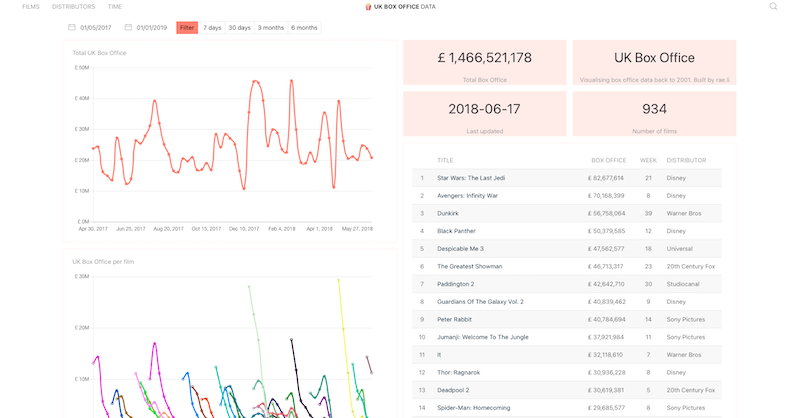 FILMS DISTRIBUTORS TIME
UK BOX OFFICE DATA
01/05/2017 01/01/2019 Filter 7 days 30 days 3 months 6 months
Total UK Box Office
£ 50M
£ 40M
£ 30M
£ 20M
£ 10M
£ 0M
Apr 30, 2017 Jun 25, 2017 Aug 20, 2017 Oct 15, 2017 Dec 10, 2017 Feb 4, 2018 Apr 1, 2018 May 27, 2018
UK Box Office per film
£ 30M
£ 20M
£ 10M
£ 1,466,521,178
Total Box Office
UK Box Office
Visualising box office data back to 2001. Built by rae.li
2018-06-17
Last updated
934
Number of films
TITLE BOX OFFICE WEEK DISTRIBUTOR
1 Star Wars: The Last Jedi £ 82,677,614 21 Disney
2 Avengers: Infinity War £ 70,168,399 8 Disney
3 Dunkirk £ 56,758,064 39 Warner Bros
4 Black Panther £ 50,379,585 12 Disney
5 Despicable Me 3 £ 47,562,577 18 Universal
6 The Greatest Showman £ 46,713,317 23 20th Century Fox
7 Paddington 2 £ 42,642,710 30 Studiocanal
8 Guardians Of The Galaxy Vol. 2 £ 40,839,462 9 Disney
9 Peter Rabbit £ 40,784,694 14 Sony Pictures
10 Jumanji: Welcome To The Jungle £ 37,921,984 11 Sony Pictures
11 It £ 32,118,610 7 Warner Bros
12 Thor: Ragnarok £ 30,936,228 8 Disney
13 Deadpool 2 £ 30,619,381 5 20th Century Fox
14 Spider-Man: Homecoming £ 29,685,577 14 Sony Pictures